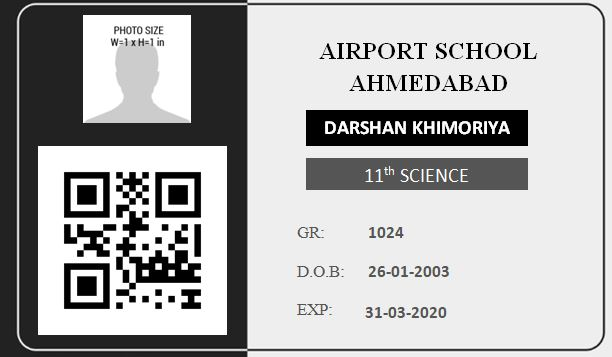 PHOTO SIZE
W=1 x H=1 in
AIRPORT SCHOOL
AHMEDABAD
DARSHAN KHIMORIYA
11th SCIENCE
GR: 1024
D.O.B: 26-01-2003
EXP: 31-03-2020